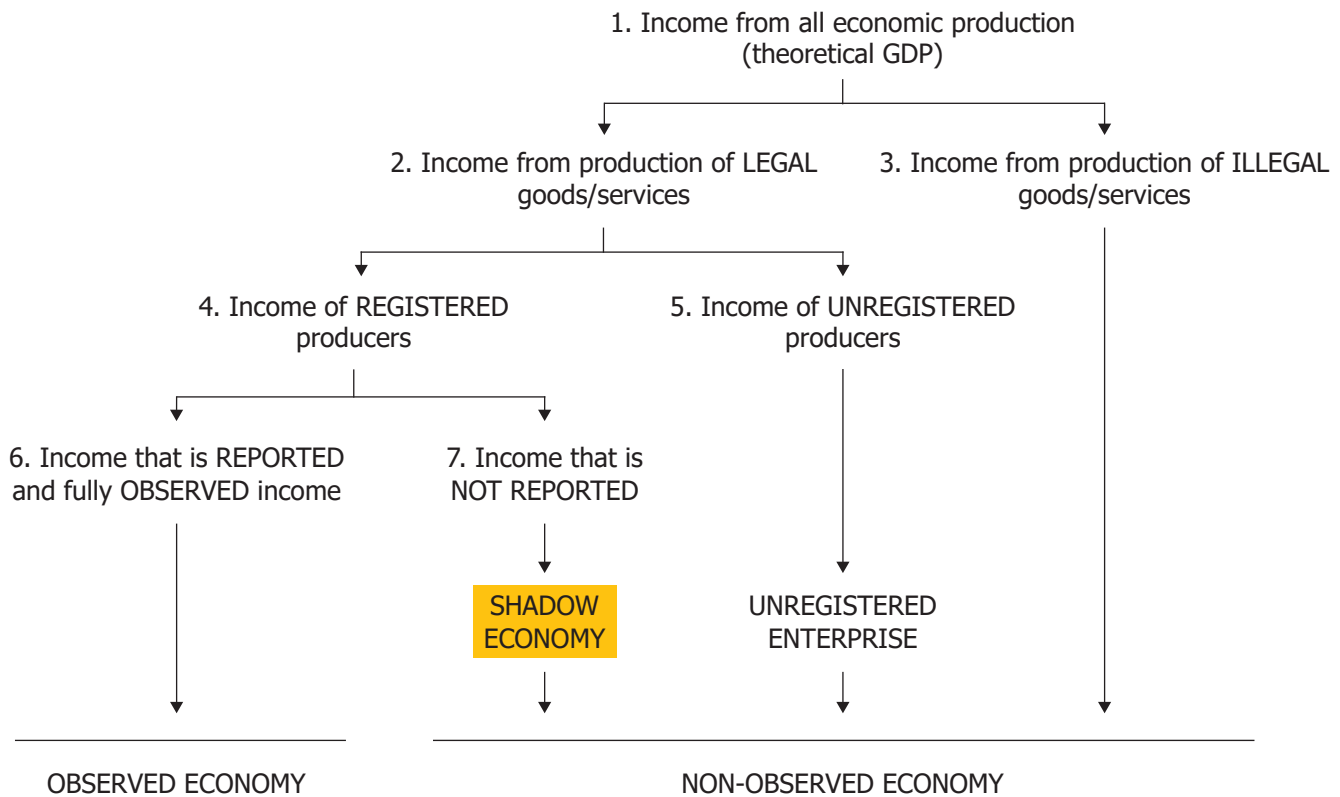 1. Income from all economic production
(theoretical GDP)
2. Income from production of LEGAL
goods/services
3. Income from production of ILLEGAL
goods/services
4. Income of REGISTERED
producers
5. Income of UNREGISTERED
producers
6. Income that is REPORTED
and fully OBSERVED income
7. Income that is
NOT REPORTED
SHADOW
ECONOMY
UNREGISTERED
ENTERPRISE
OBSERVED ECONOMY
NON-OBSERVED ECONOMY